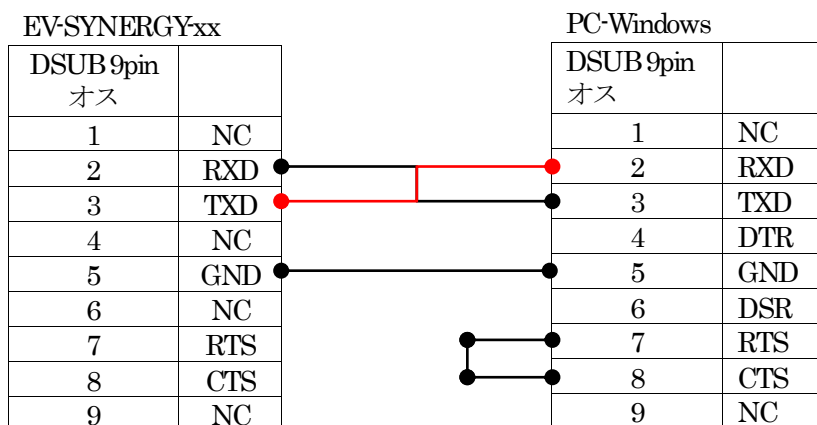 EV-SYNERGY-xx
DSUB 9pin
オス
1 NC
2 RXD
3 TXD
4 NC
5 GND
6 NC
7 RTS
8 CTS
9 NC
PC-Windows
DSUB 9pin
オス
1 NC
2 RXD
3 TXD
4 DTR
5 GND
6 DSR
7 RTS
8 CTS
9 NC